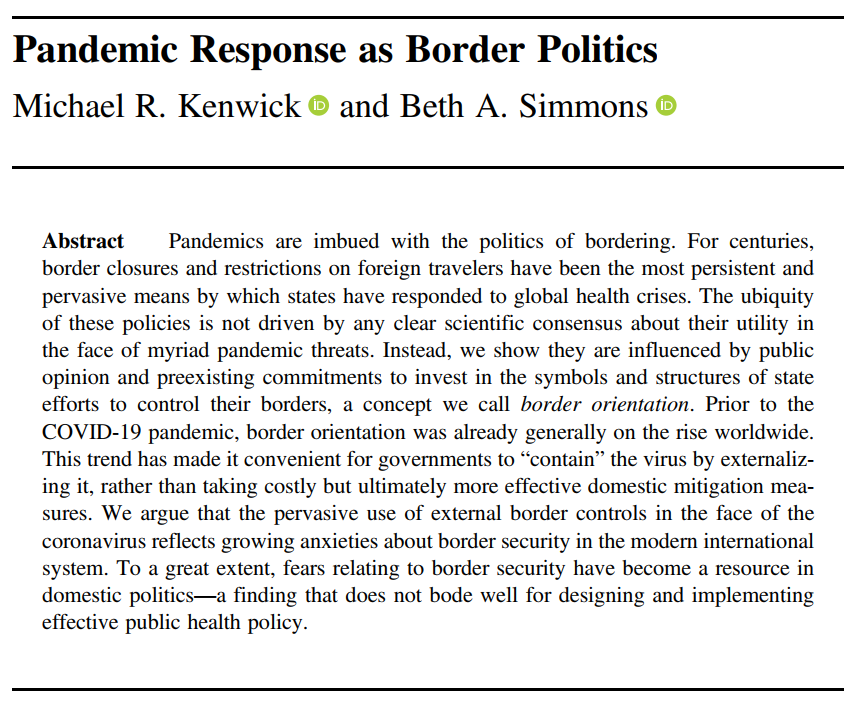 Pandemic Response as Border Politics
Michael R. Kenwick iD and Beth A. Simmons iD
Abstract Pandemics are imbued with the politics of bordering. For centuries,
border closures and restrictions on foreign travelers have been the most persistent and
pervasive means by which states have responded to global health crises. The ubiquity
of these policies is not driven by any clear scientific consensus about their utility in
the face of myriad pandemic threats. Instead, we show they are influenced by public
opinion and preexisting commitments to invest in the symbols and structures of state
efforts to control their borders, a concept we call border orientation. Prior to the
COVID-19 pandemic, border orientation was already generally on the rise worldwide.
This trend has made it convenient for governments to “contain” the virus by externaliz-
ing it, rather than taking costly but ultimately more effective domestic mitigation mea-
sures. We argue that the pervasive use of external border controls in the face of the
coronavirus reflects growing anxieties about border security in the modern international
system. To a great extent, fears relating to border security have become a resource in
domestic politics—a finding that does not bode well for designing and implementing
effective public health policy.